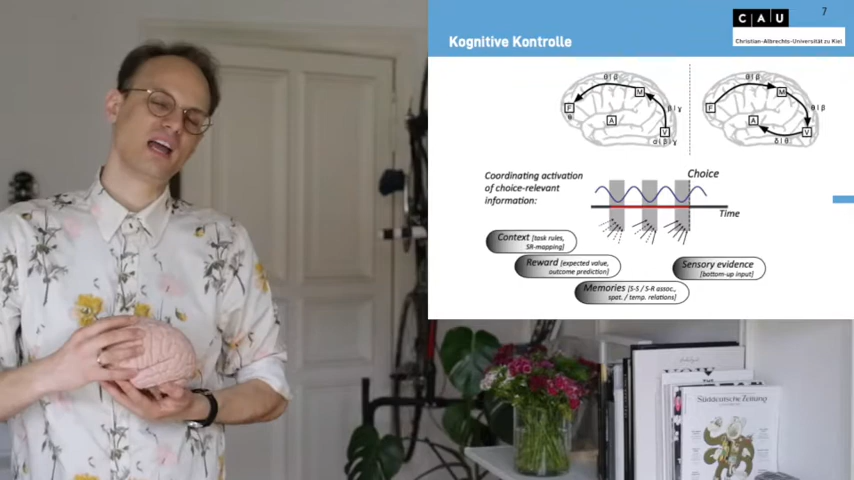 C A U
7
Christian-Albrechts-Universität zu Kiel
Kognitive Kontrolle
θ|β
θ|β
F
M
β|γ
F
M
θ|β
θ
A
V
A
V
α|β|γ
δ|θ
Coordinating activation
of choice-relevant
information:
Choice
Time
Context [task rules,
SR-mapping]
Reward [expected value,
outcome prediction]
Sensory evidence
[bottom-up input]
Memories [S-S / S-R assoc.,
spat. / temp. relations]
Süddeutsche Zeitung